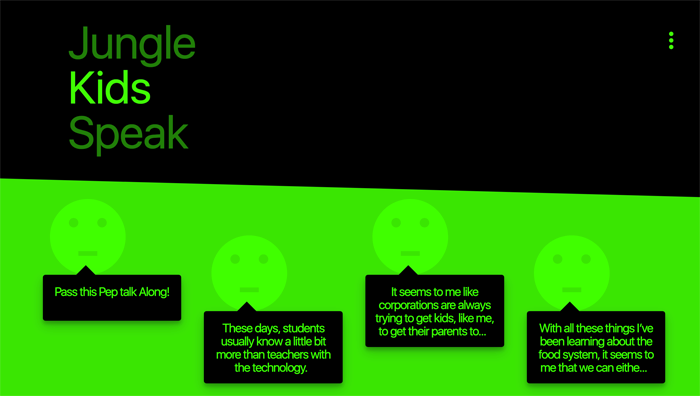 Jungle
Kids
Speak
Pass this Pep talk Along!
These days, students
usually know a little bit
more than teachers with
the technology.
It seems to me like
corporations are always
trying to get kids, like me,
to get their parents to...
With all these things I've
been learning about the
food system, it seems to
me that we can eithe...